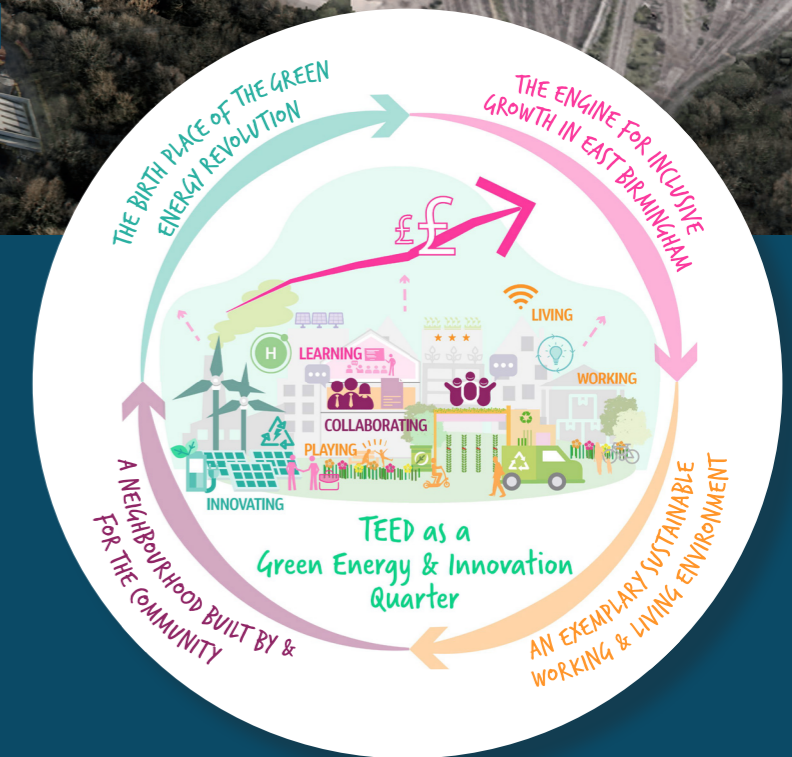 THE BIRTH PLACE OF THE GREEN
ENERGY REVOLUTION
THE ENGINE FOR INCLUSIVE
GROWTH IN EAST BIRMINGHAM
££
LIVING
H
LEARNING
WORKING
COLLABORATING
PLAYING
INNOVATING
TEED as a
Green Energy & Innovation
Quarter
A NEIGHBOURHOOD BUILT BY &
FOR THE COMMUNITY
AN EXEMPLARY SUSTAINABLE
WORKING & LIVING ENVIRONMENT